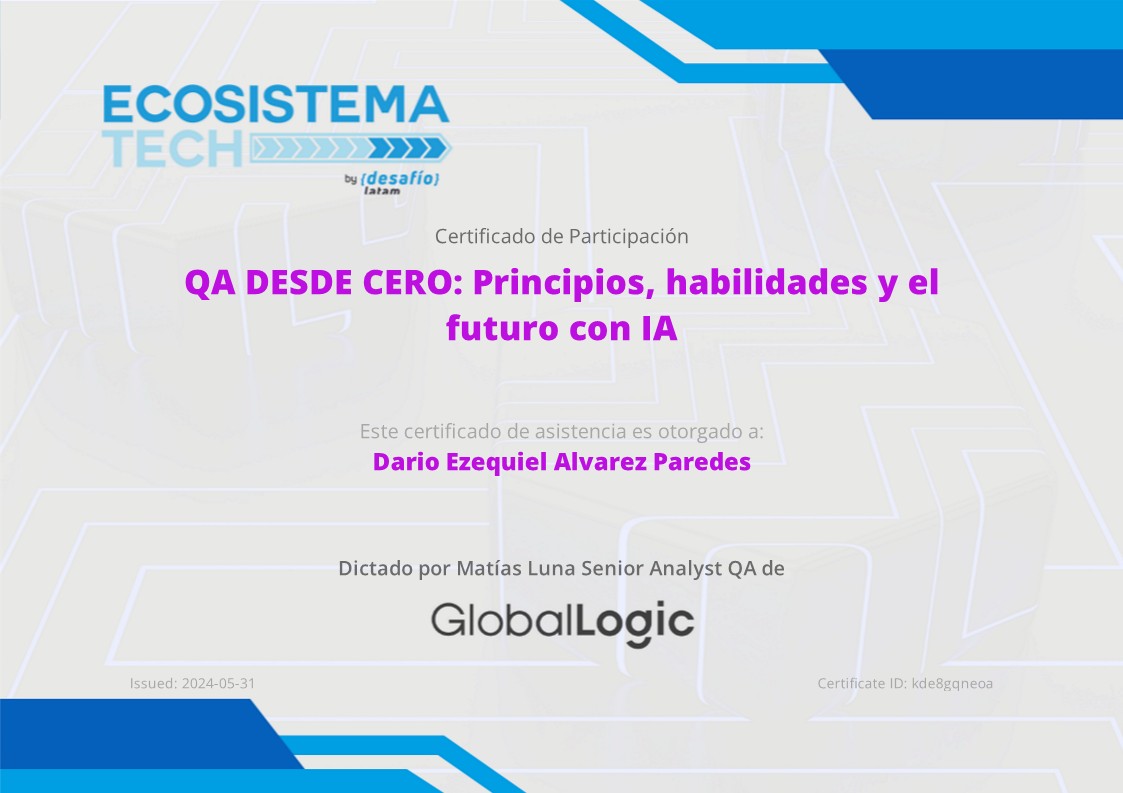 ECOSISTEMA
TECH
by {desafío}
latam
Certificado de Participación
QA DESDE CERO: Principios, habilidades y el
futuro con IA
Este certificado de asistencia es otorgado a:
Dario Ezequiel Alvarez Paredes
Dictado por Matías Luna Senior Analyst QA de
GlobalLogic
Issued: 2024-05-31
Certificate ID: kde8gqneoa